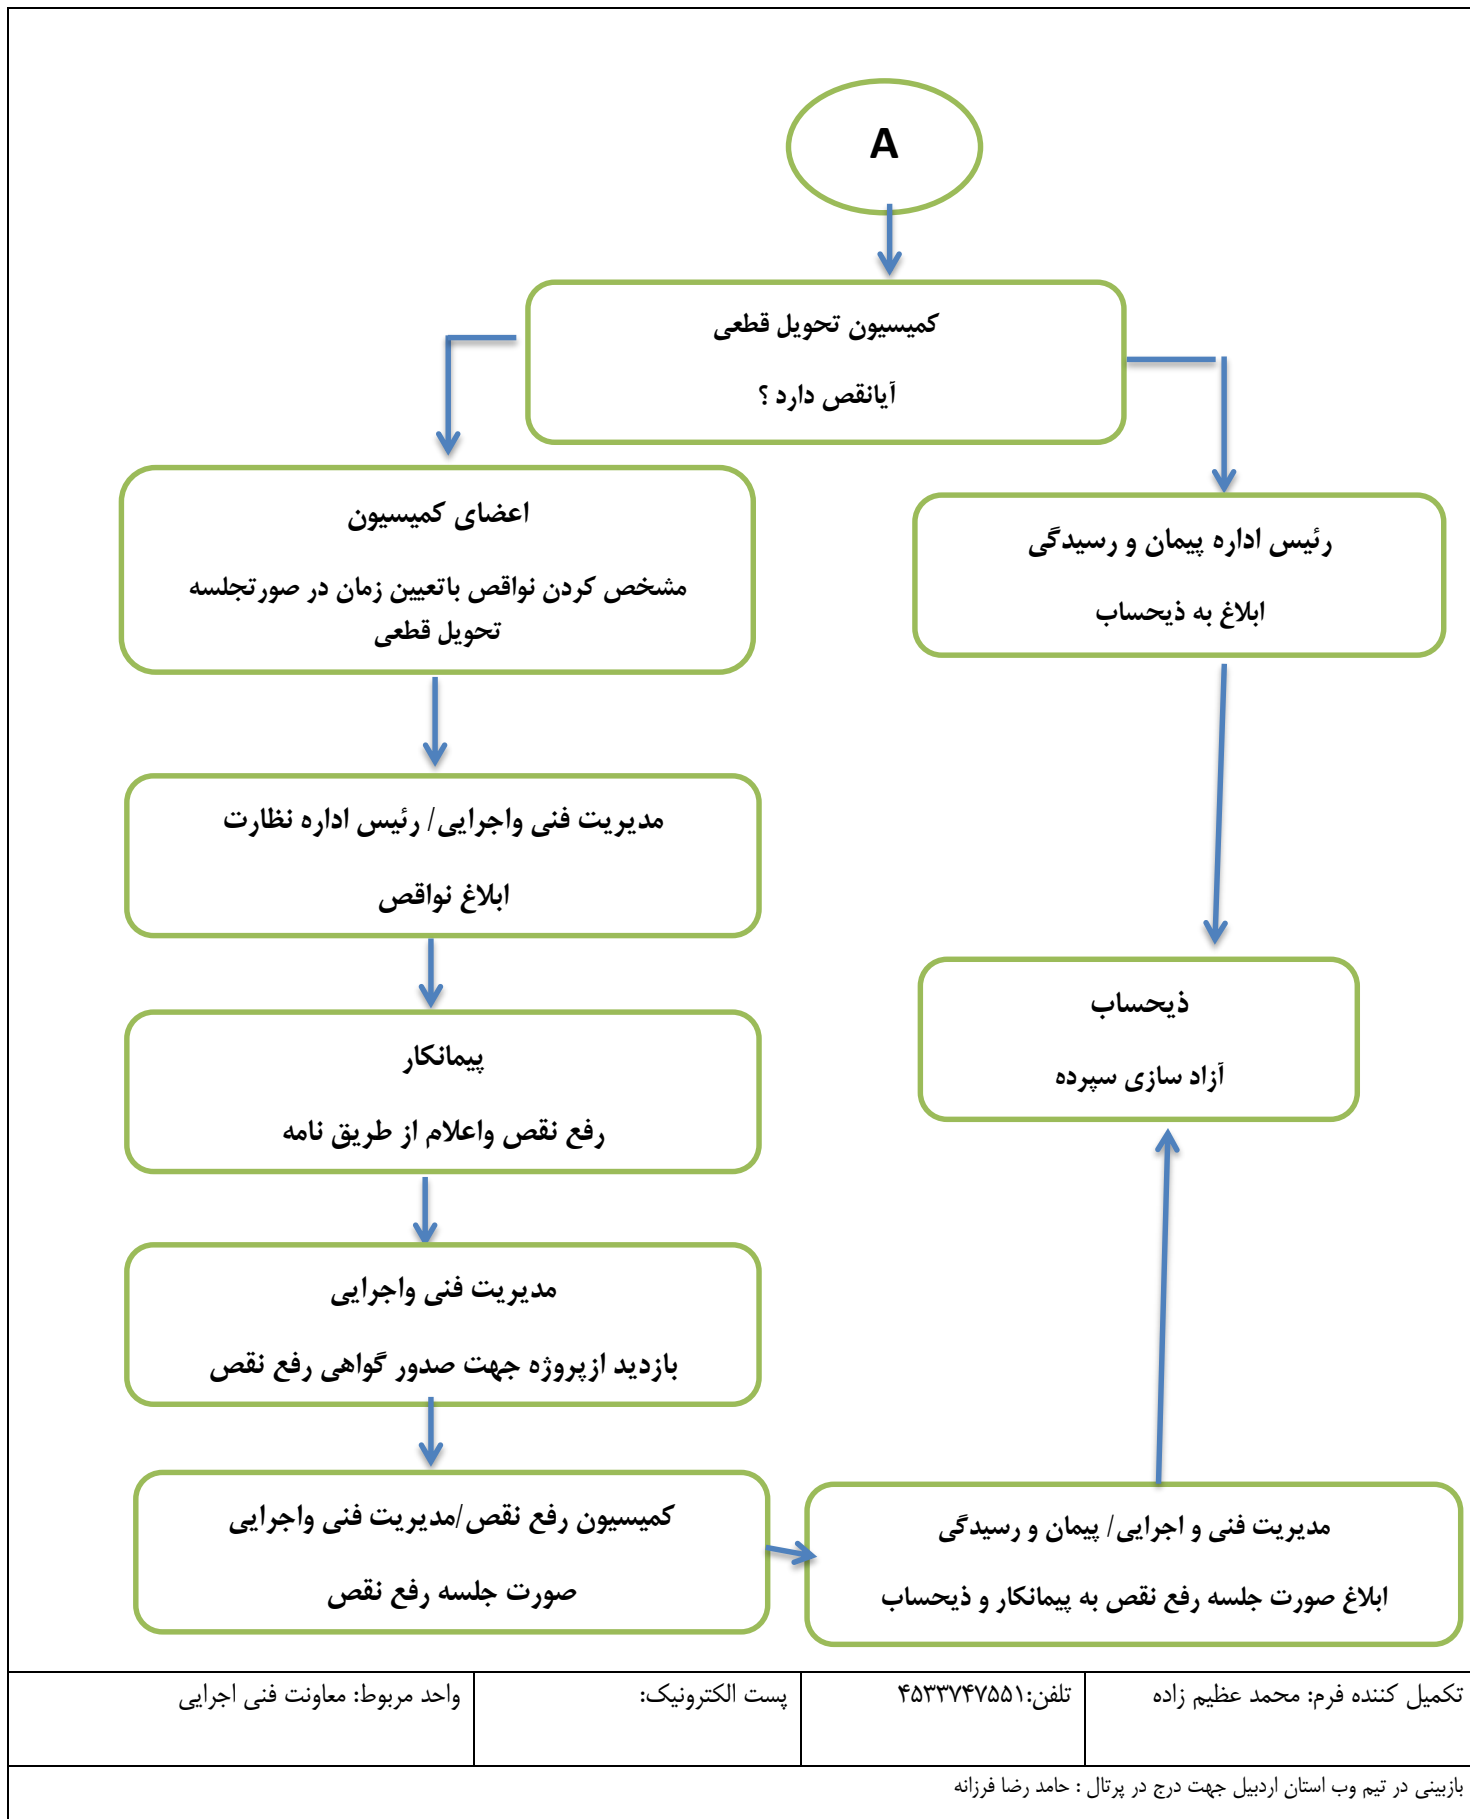 A
کمیسیون تحویل قطعی
آیانقص دارد ؟
رئیس اداره پیمان و رسیدگی
ابلاغ به ذیحساب
ذیحساب
آزاد سازی سپرده
اعضای کمیسیون
مشخص کردن نواقص باتعیین زمان در صورتجلسه
تحویل قطعی
مدیریت فنی واجرایی/ رئیس اداره نظارت
ابلاغ نواقص
پیمانکار
رفع نقص واعلام از طریق نامه
مدیریت فنی واجرایی
بازدید ازپروژه جهت صدور گواهی رفع نقص
کمیسیون رفع نقص/مدیریت فنی واجرایی
صورت جلسه رفع نقص
مدیریت فنی و اجرایی/ پیمان و رسیدگی
ابلاغ صورت جلسه رفع نقص به پیمانکار و ذیحساب
تکمیل کننده فرم: محمد عظیم زاده
تلفن:۴۵۳۳۷۴۷۵۵۱
پست الکترونیک:
واحد مربوط: معاونت فنی اجرایی
بازبینی در تیم وب استان اردبیل جهت درج در پرتال : حامد رضا فرزانه